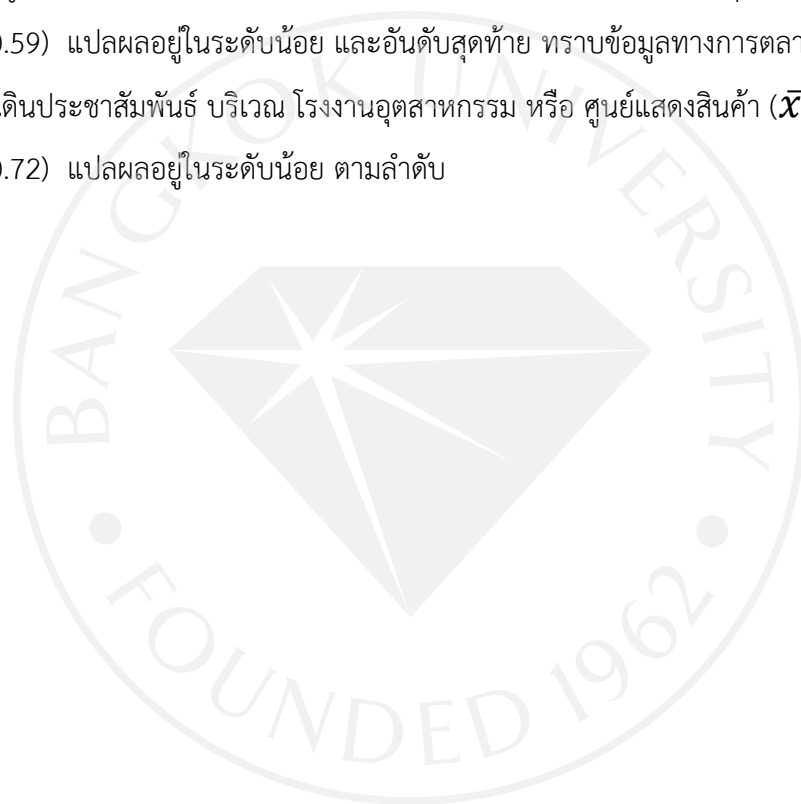 0.59) แปลผลอยู่ในระดับน้อย และอันดับสุดท้าย ทราบข้อมูลทางการตลา
เดินประชาสัมพันธ์ บริเวณ โรงงานอุตสาหกรรม หรือ ศูนย์แสดงสินค้า (x̄
0.72) แปลผลอยู่ในระดับน้อย ตามลำดับ
BANGKOK UNIVERSITY
FOUNDED 1962